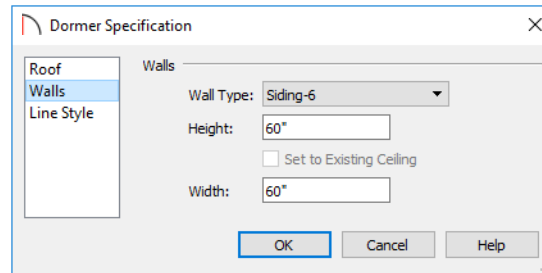 Dormer Specification
Roof
Walls
Line Style
Walls
Wall Type: Siding-6
Height: 60"
Set to Existing Ceiling
Width: 60"
OK Cancel Help